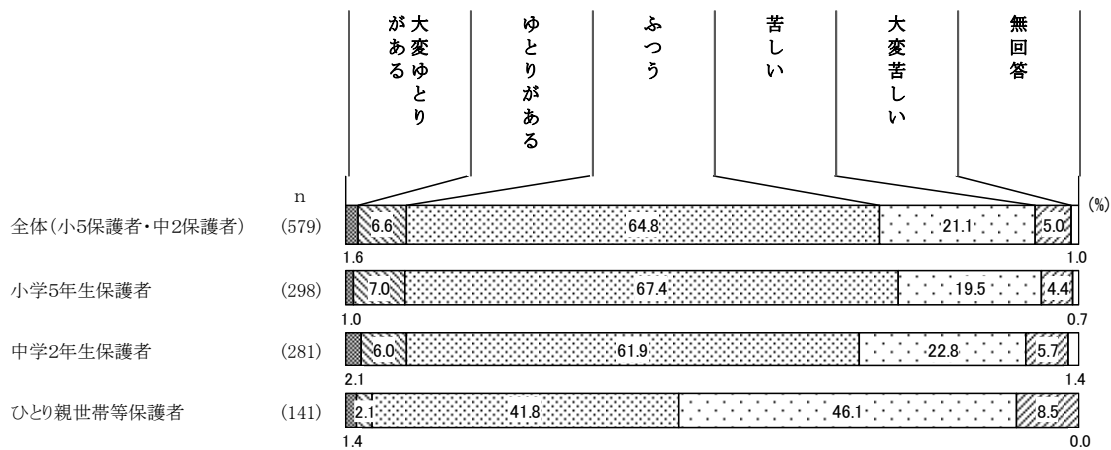 大変ゆとり
がある
ゆとりがある
ふつう
苦しい
大変苦しい
無回答
n
(%)
全体(小5保護者・中2保護者) (579) 6.6 64.8 21.1 5.0
1.6 1.0
小学5年生保護者 (298) 7.0 67.4 19.5 4.4
1.0 0.7
中学2年生保護者 (281) 6.0 61.9 22.8 5.7
2.1 1.4
ひとり親世帯等保護者 (141) 2.1 41.8 46.1 8.5
1.4 0.0